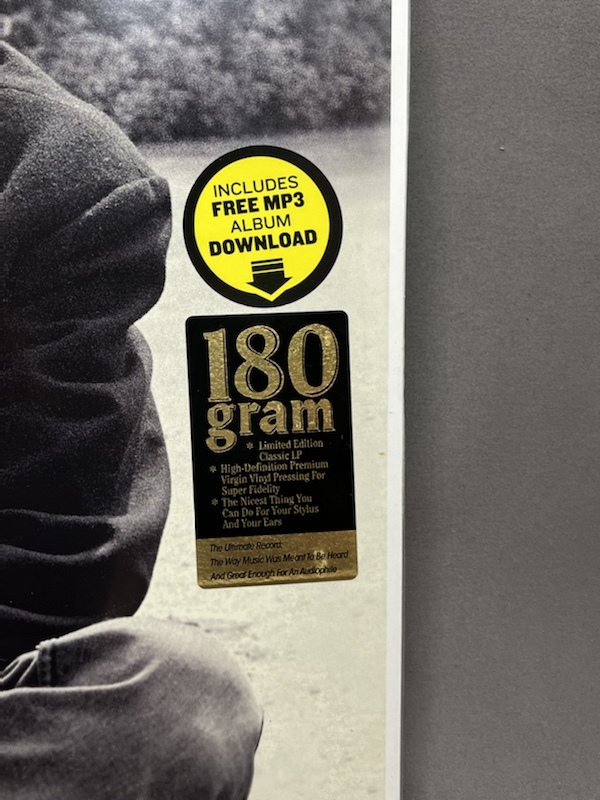 INCLUDES
FREE MP3
ALBUM
DOWNLOAD
180
gram
* Limited Edition
Classic LP
* High-Definition Premium
Virgin Vinyl Pressing For
Super Fidelity
* The Nicest Thing You
Can Do For Your Stylus
And Your Ears
The Ultimate Record:
The Way Music Was Meant To Be Heard
And Great Enough For An Audiophile